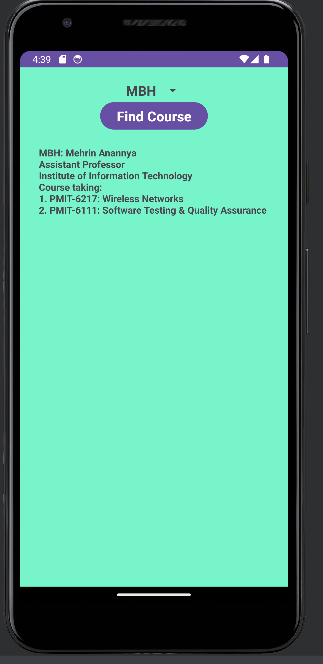 4:39
MBH
Find Course
MBH: Mehrin Anannya
Assistant Professor
Institute of Information Technology
Course taking:
1. PMIT-6217: Wireless Networks
2. PMIT-6111: Software Testing & Quality Assurance